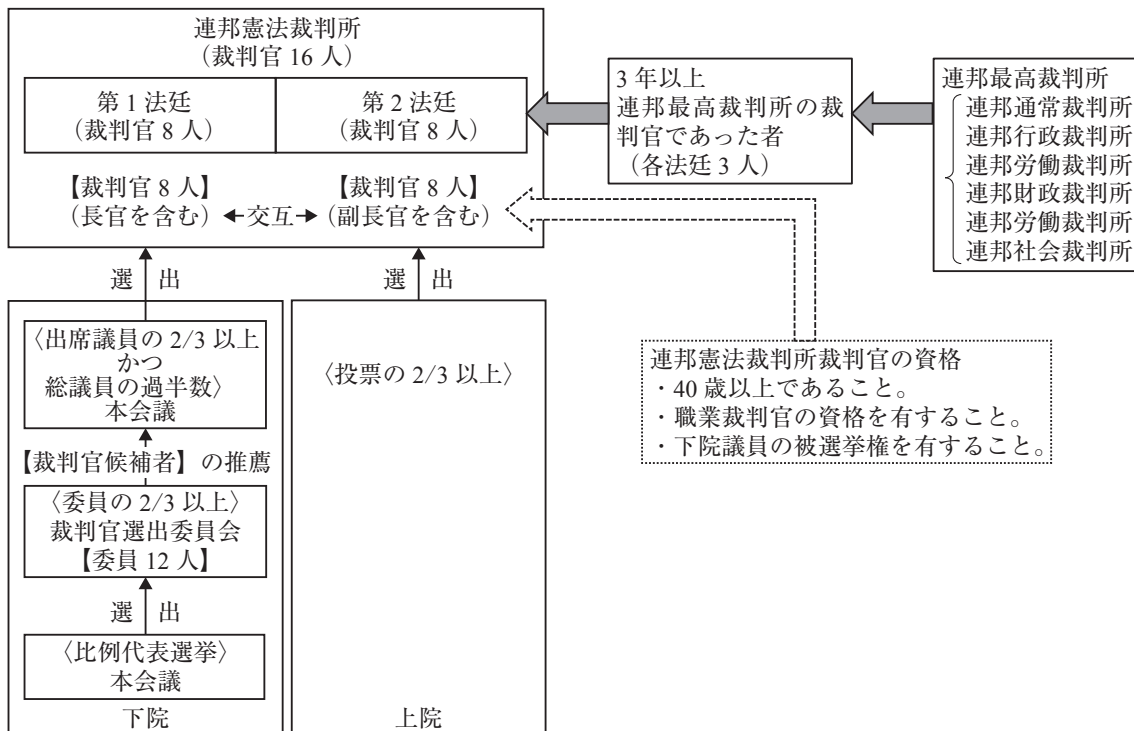 連邦憲法裁判所
(裁判官 16 人)
第 1 法廷
(裁判官 8 人)
第 2 法廷
(裁判官 8 人)
【裁判官 8 人】
(長官を含む)
交互
【裁判官 8 人】
(副長官を含む)
3 年以上
連邦最高裁判所の裁
判官であった者
(各法廷 3 人)
連邦最高裁判所
連邦通常裁判所
連邦行政裁判所
連邦労働裁判所
連邦財政裁判所
連邦労働裁判所
連邦社会裁判所
選 出
選 出
〈出席議員の 2/3 以上
かつ
総議員の過半数〉
本会議
【裁判官候補者】の推薦
〈委員の 2/3 以上〉
裁判官選出委員会
【委員 12 人】
選 出
〈比例代表選挙〉
本会議
下院
〈投票の 2/3 以上〉
上院
連邦憲法裁判所裁判官の資格
・40 歳以上であること。
・職業裁判官の資格を有すること。
・下院議員の被選挙権を有すること。